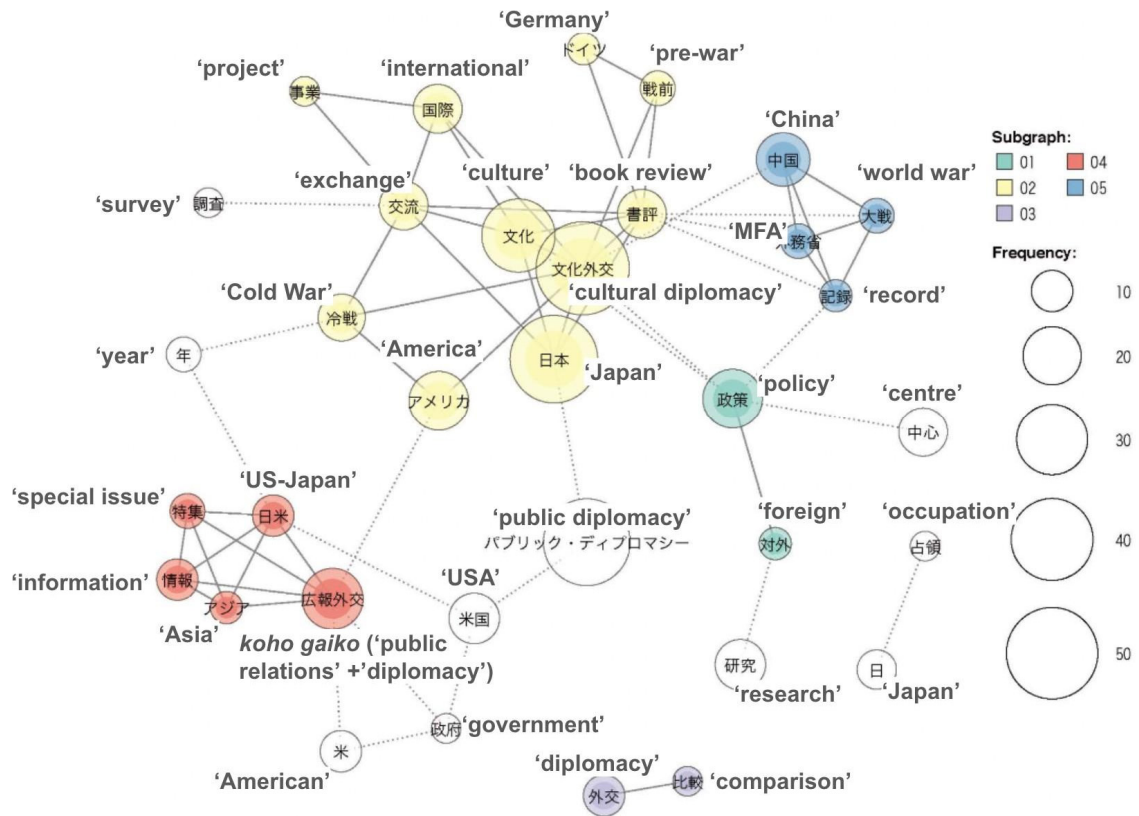 ‘Germany’
ドイツ
‘pre-war’
戦前
‘project’
事業
‘international’
国際
‘China’
中国
Subgraph:
01
04
02
05
03
‘survey’
調査
‘exchange’
交流
‘culture’
文化
‘book review’
書評
‘world war’
大戦
‘MFA’
務省
文化外交
‘cultural diplomacy’
記録
‘record’
Frequency:
10
20
30
40
50
‘Cold War’
冷戦
‘year’
年
‘America’
アメリカ
日本
‘Japan’
政策
‘policy’
‘centre’
中心
‘special issue’
特集
‘US-Japan’
日米
‘public diplomacy’
パブリック・ディプロマシー
‘foreign’
対外
‘occupation’
占領
‘information’
情報
アジア
‘Asia’
広報外交
koho gaiko (‘public
relations’ +’diplomacy’)
‘USA’
米国
研究
‘research’
日
‘Japan’
政府
‘government’
米
‘American’
‘diplomacy’
外交
比較
‘comparison’